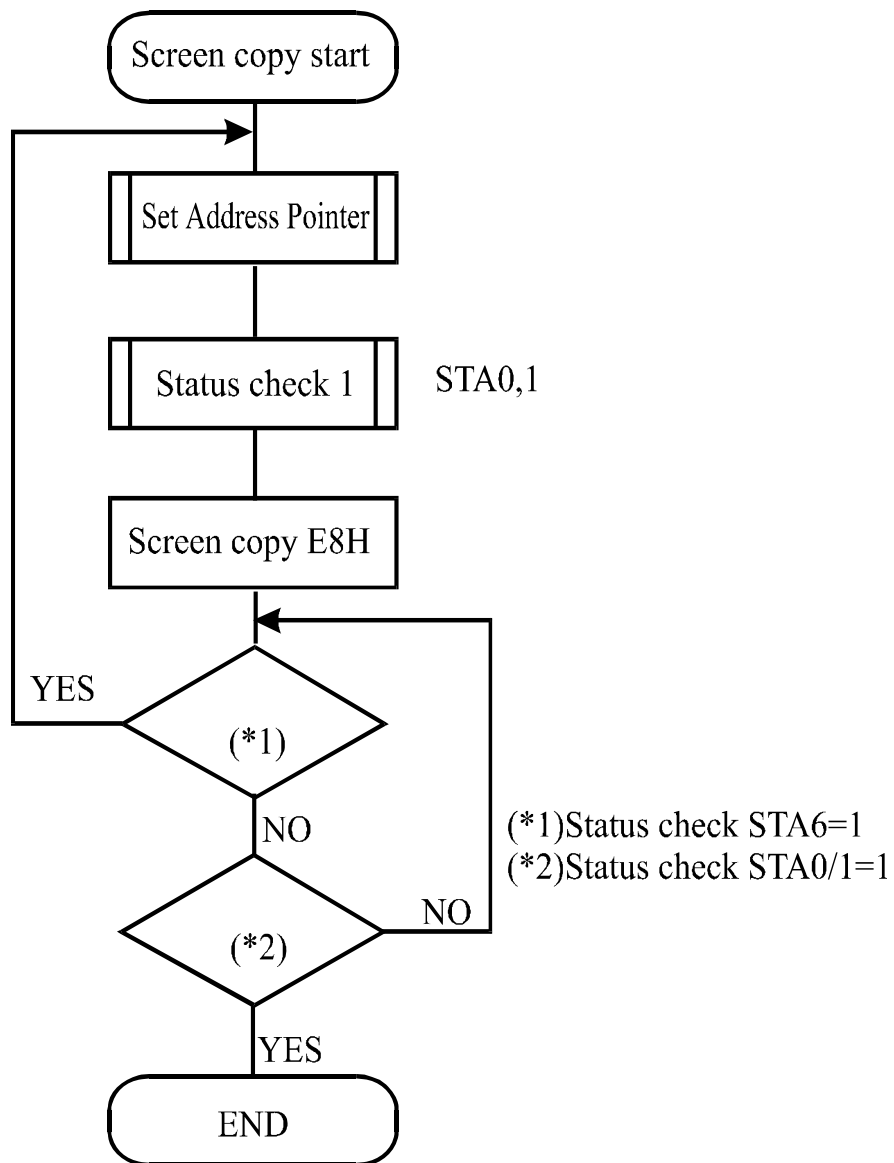 Screen copy start
Set Address Pointer
Status check 1
STA0,1
Screen copy E8H
YES
(*1)
NO
(*1)Status check STA6=1
(*2)Status check STA0/1=1
NO
(*2)
YES
END